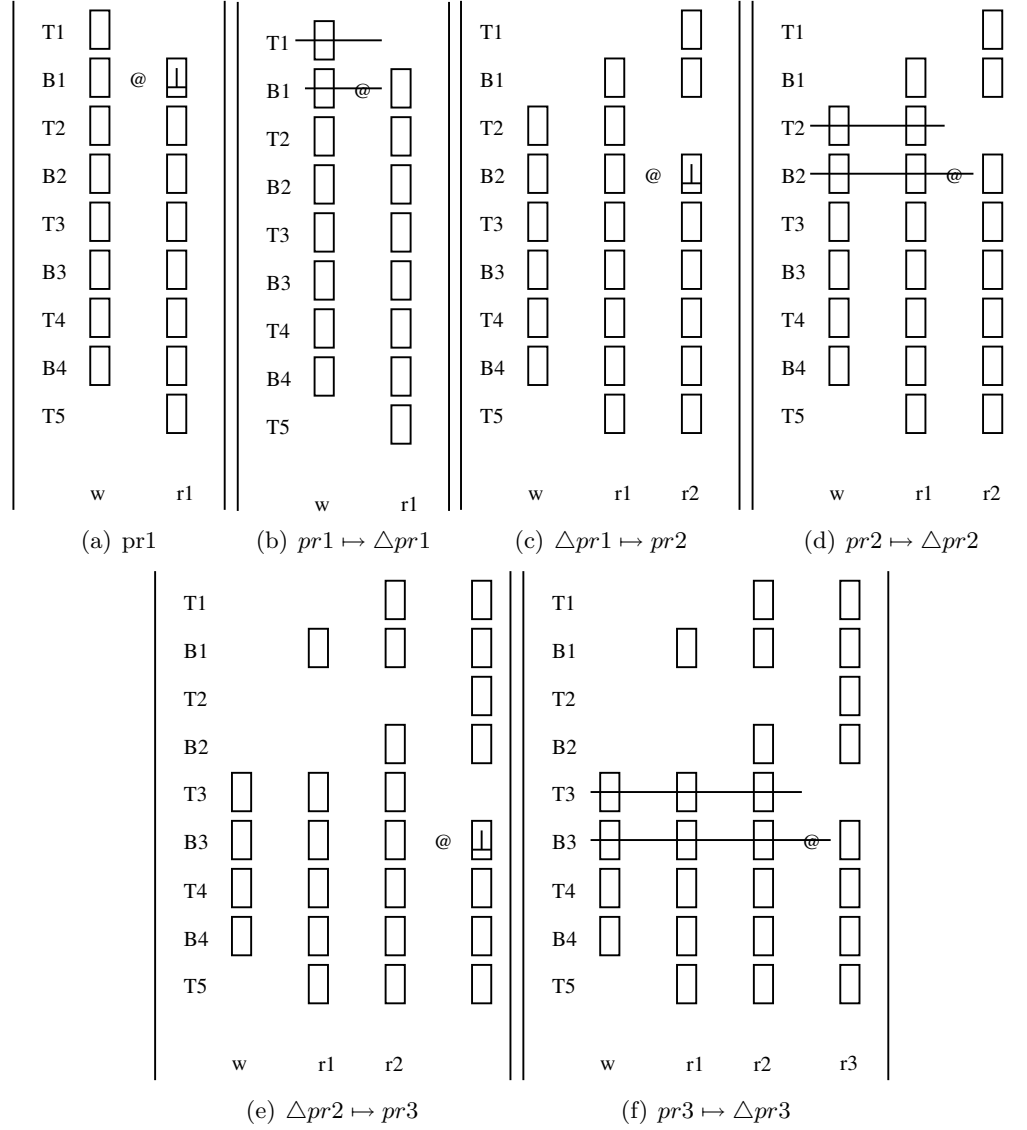 T1
B1 @ ⊥
T2
B2
T3
B3
T4
B4
T5
w r1
(a) pr1
T1
B1 @
T2
B2
T3
B3
T4
B4
T5
w r1
(b) pr1 ↦ △pr1
T1
B1
T2
B2 @ ⊥
T3
B3
T4
B4
T5
w r1 r2
(c) △pr1 ↦ pr2
T1
B1
T2
B2 @
T3
B3
T4
B4
T5
w r1 r2
(d) pr2 ↦ △pr2
T1
B1
T2
B2
T3
B3 @ ⊥
T4
B4
T5
w r1 r2
(e) △pr2 ↦ pr3
T1
B1
T2
B2
T3
B3 @
T4
B4
T5
w r1 r2 r3
(f) pr3 ↦ △pr3